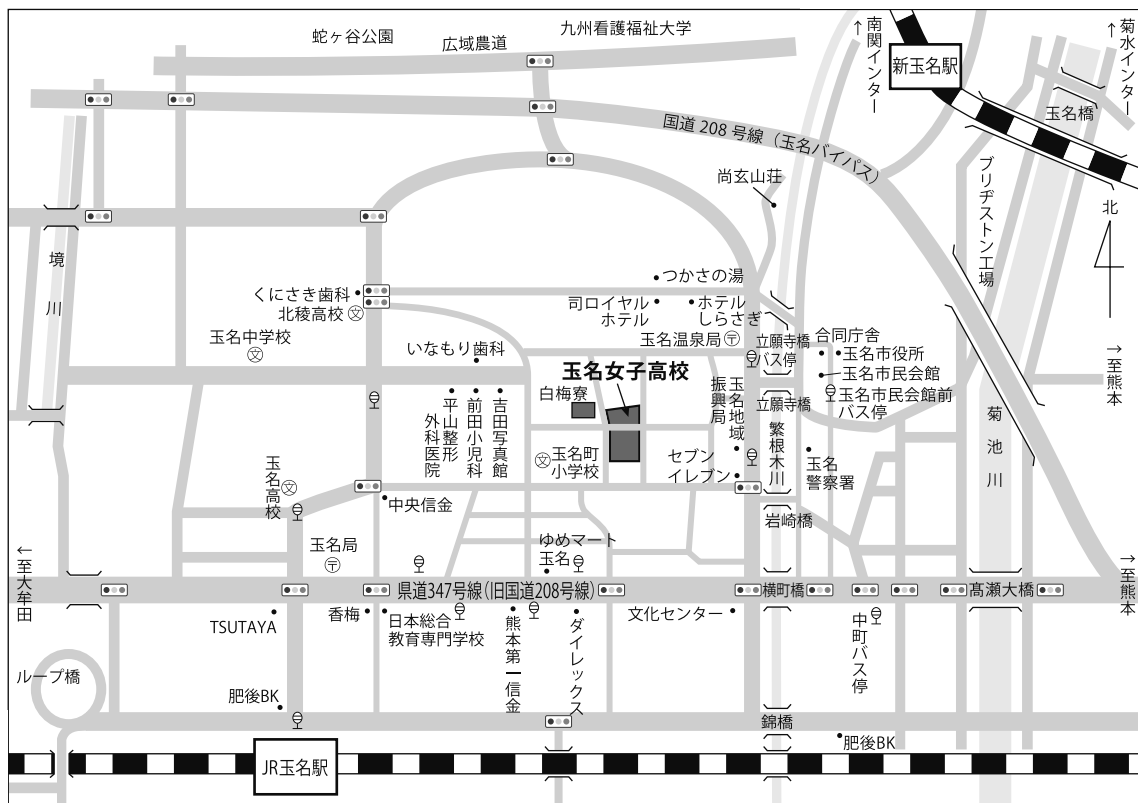 蛇ヶ谷公園
広域農道
九州看護福祉大学
↑南関インター
新玉名駅
↑菊水インター
玉名橋
国道208号線（玉名バイパス）
尚玄山荘
ブリヂストン工場
北
境川
つかさの湯
くにさき歯科
北稜高校 文
司ロイヤル
ホテル
ホテル
しらさぎ
玉名中学校
文
玉名温泉局 〒
立願寺橋
バス停
合同庁舎
玉名市役所
玉名市民会館
玉名市民会館前
バス停
→至熊本
いなもり歯科
玉名女子高校
白梅寮
玉名地域
振興局
立願寺橋
繁根木川
菊池川
平山整形
外科医院
前田小児科
吉田写真館
文 玉名町
小学校
セブン
イレブン
玉名
警察署
玉名高校
文
中央信金
岩崎橋
玉名局
〒
ゆめマート
玉名
←至大牟田
県道347号線(旧国道208号線)
横町橋
髙瀬大橋
→至熊本
TSUTAYA
香梅
日本総合
教育専門学校
熊本第一信金
ダイレックス
文化センター
中町バス停
ループ橋
肥後BK
錦橋
肥後BK
JR玉名駅